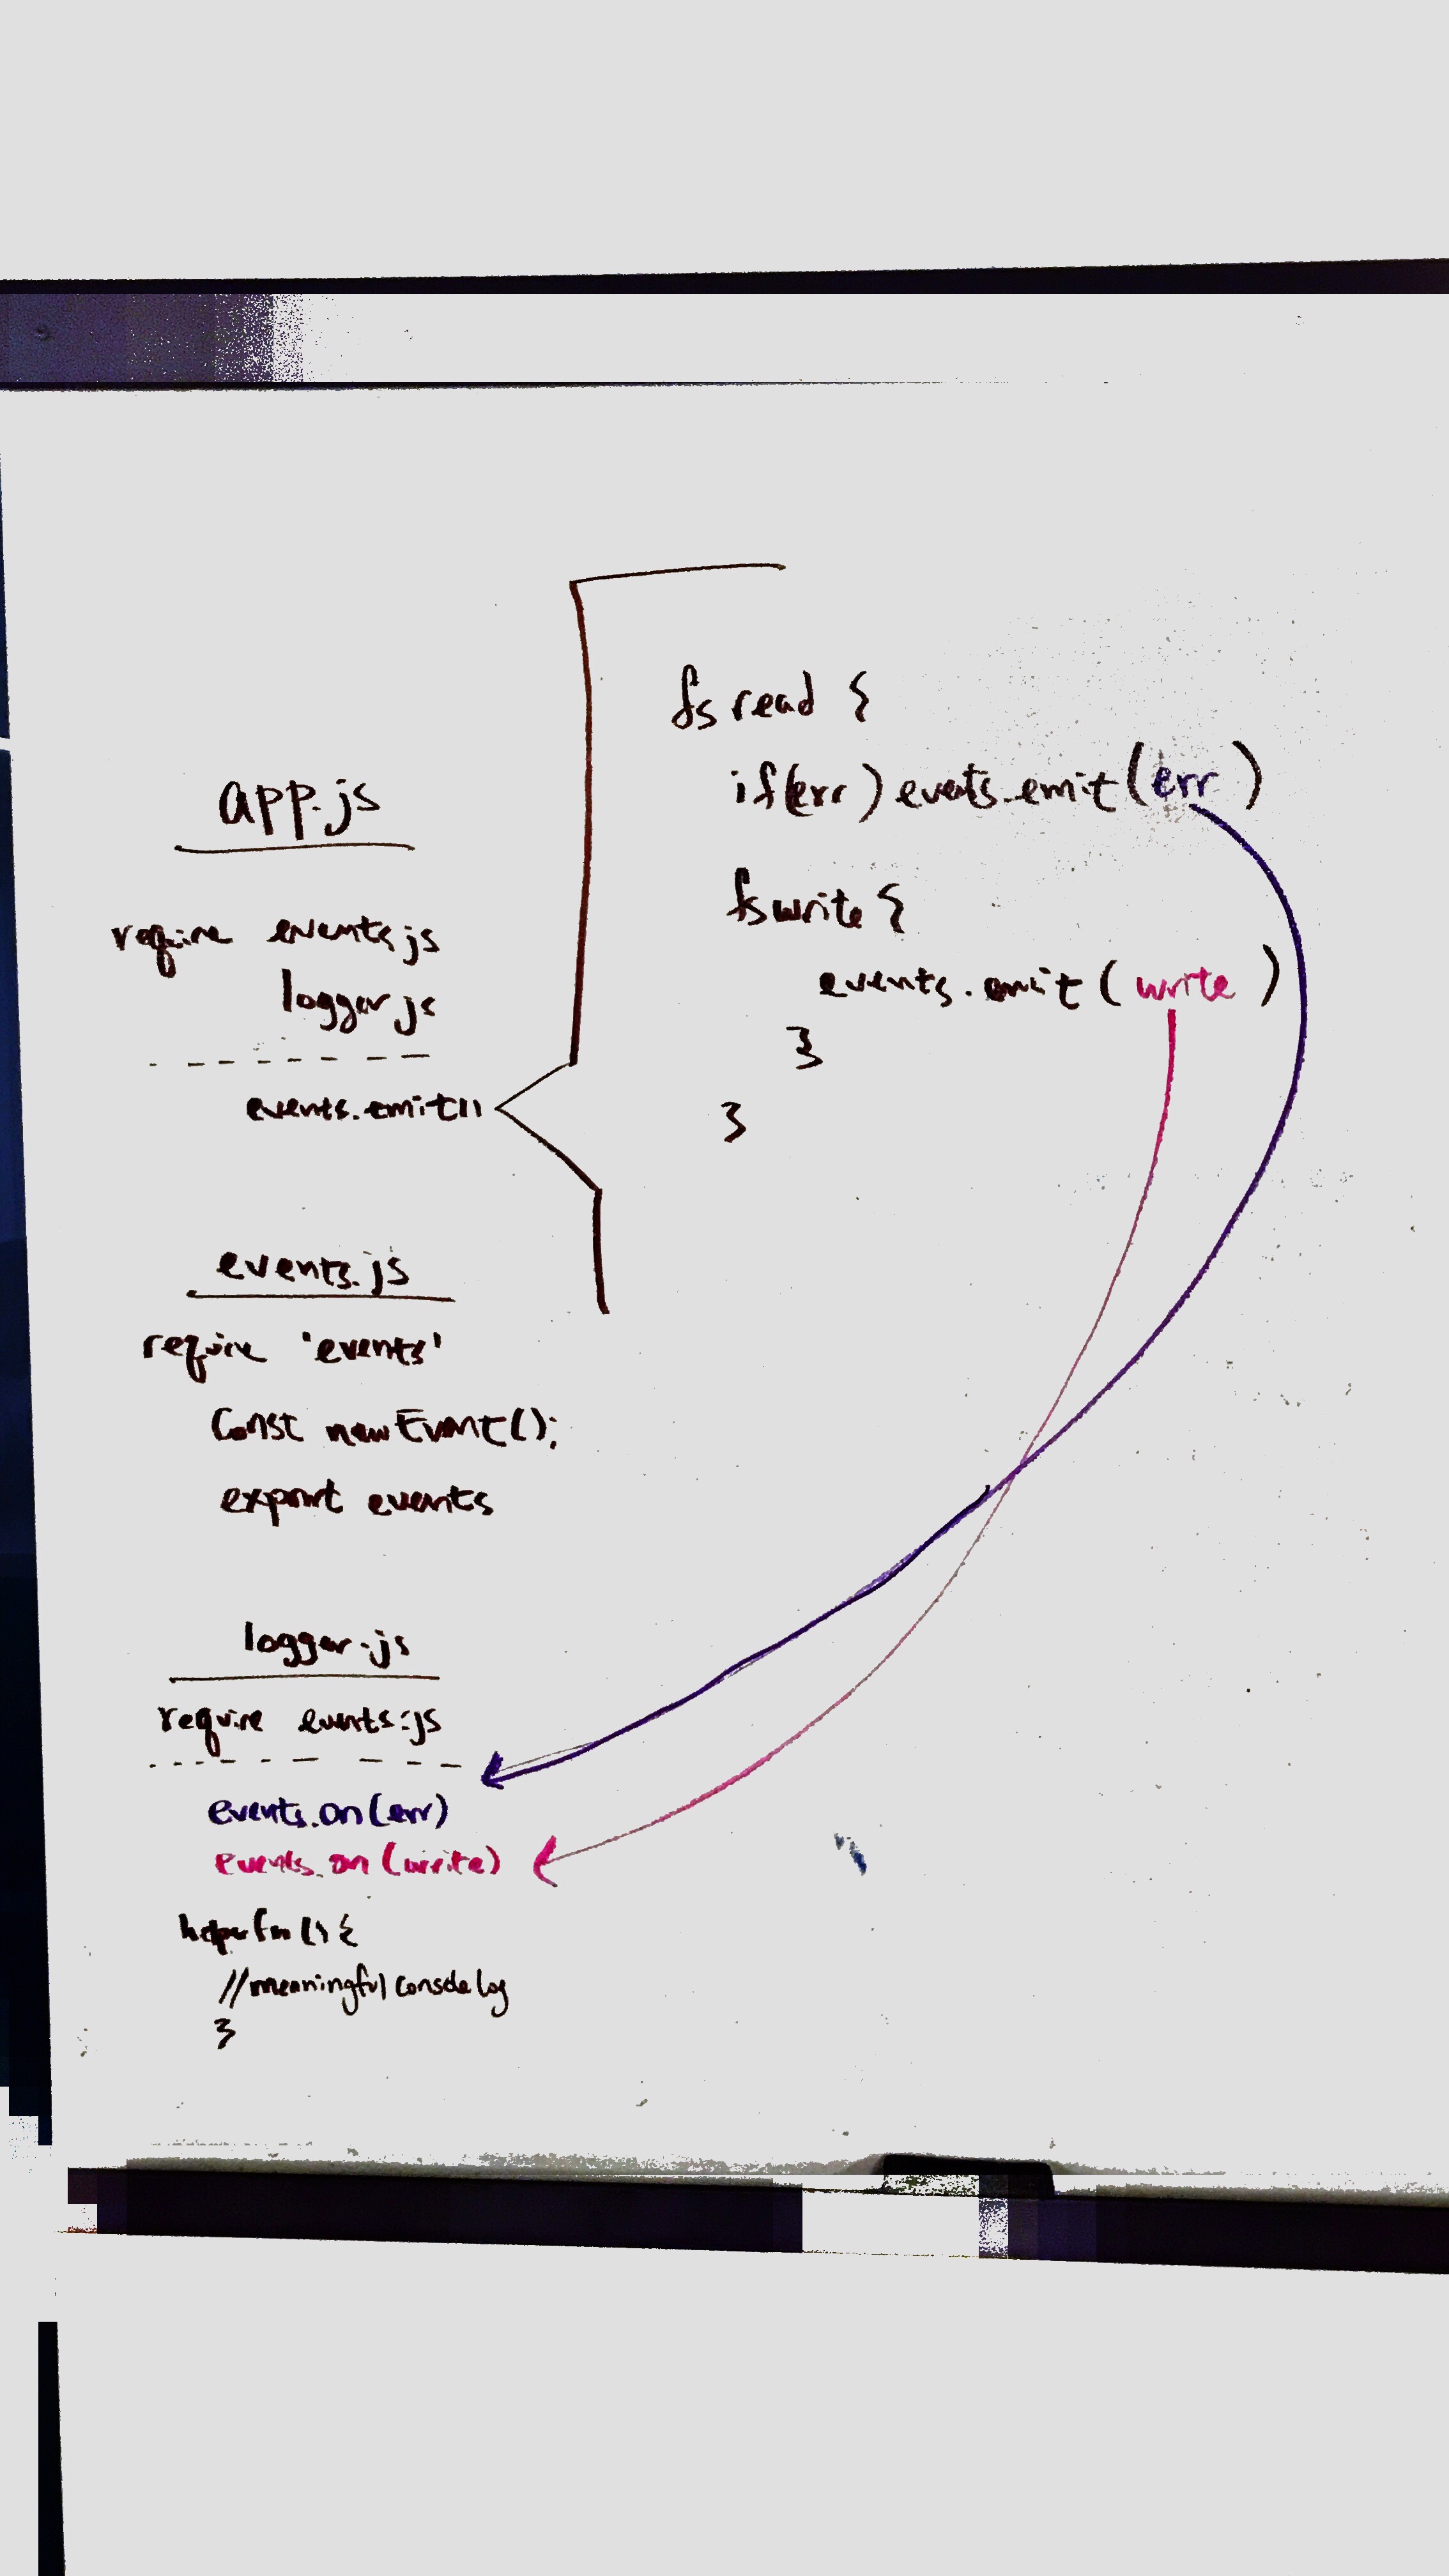 app.js
require events.js
logger.js
events.emit()
fs read {
if(err) events.emit(err)
fs write {
events.emit(write)
}
}
events.js
require 'events'
Const new Event();
export events
logger.js
require events.js
events.on(err)
events.on(write)
helperfn() {
//meaningful console log
}